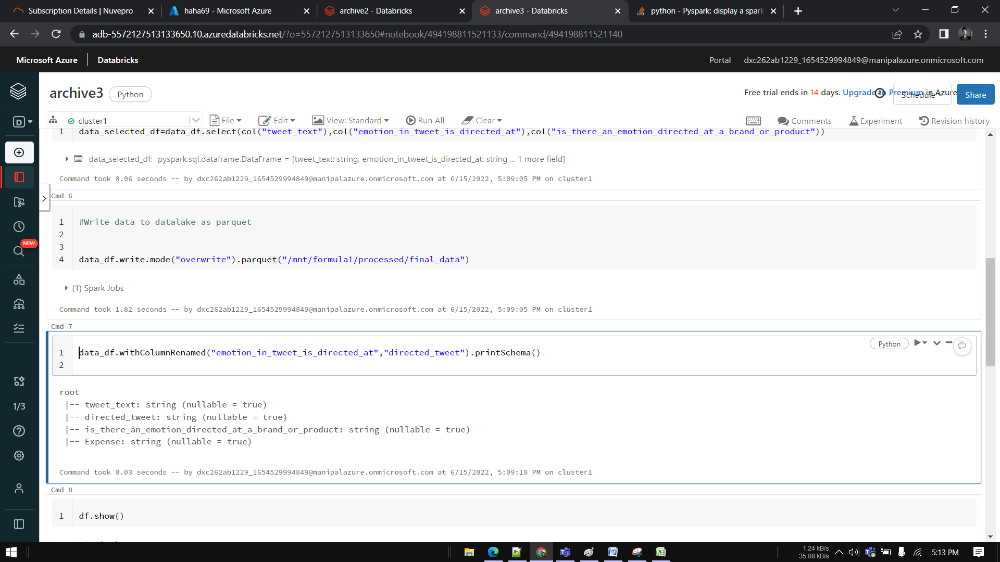 Subscription Details | Nuvepro
haha69 - Microsoft Azure
archive2 - Databricks
archive3 - Databricks
python - Pyspark: display a spark
adb-5572127513133650.10.azuredatabricks.net/?o=5572127513133650#notebook/494198811521133/command/494198811521140
Microsoft Azure Databricks
Portal dxc262ab1229_1654529994849@manipalazure.onmicrosoft.com
archive3 Python
Free trial ends in 14 days. Upgrade to Premium in Azure
Schedule
Share
cluster1 File Edit View: Standard Run All Clear
Comments Experiment Revision history
1 data_selected_df=data_df.select(col("tweet_text"),col("emotion_in_tweet_is_directed_at"),col("is_there_an_emotion_directed_at_a_brand_or_product"))
data_selected_df: pyspark.sql.dataframe.DataFrame = [tweet_text: string, emotion_in_tweet_is_directed_at: string ... 1 more field]
Command took 0.06 seconds -- by dxc262ab1229_1654529994849@manipalazure.onmicrosoft.com at 6/15/2022, 5:09:05 PM on cluster1
Cmd 6
1 #Write data to datalake as parquet
2
3
4 data_df.write.mode("overwrite").parquet("/mnt/formula1/processed/final_data")
(1) Spark Jobs
Command took 1.82 seconds -- by dxc262ab1229_1654529994849@manipalazure.onmicrosoft.com at 6/15/2022, 5:09:05 PM on cluster1
Cmd 7
Python
1 data_df.withColumnRenamed("emotion_in_tweet_is_directed_at","directed_tweet").printSchema()
2
root
|-- tweet_text: string (nullable = true)
|-- directed_tweet: string (nullable = true)
|-- is_there_an_emotion_directed_at_a_brand_or_product: string (nullable = true)
|-- Expense: string (nullable = true)
Command took 0.03 seconds -- by dxc262ab1229_1654529994849@manipalazure.onmicrosoft.com at 6/15/2022, 5:09:18 PM on cluster1
Cmd 8
1 df.show()
D
NEW
1/3
1.24 kB/s
35.08 kB/s
5:13 PM